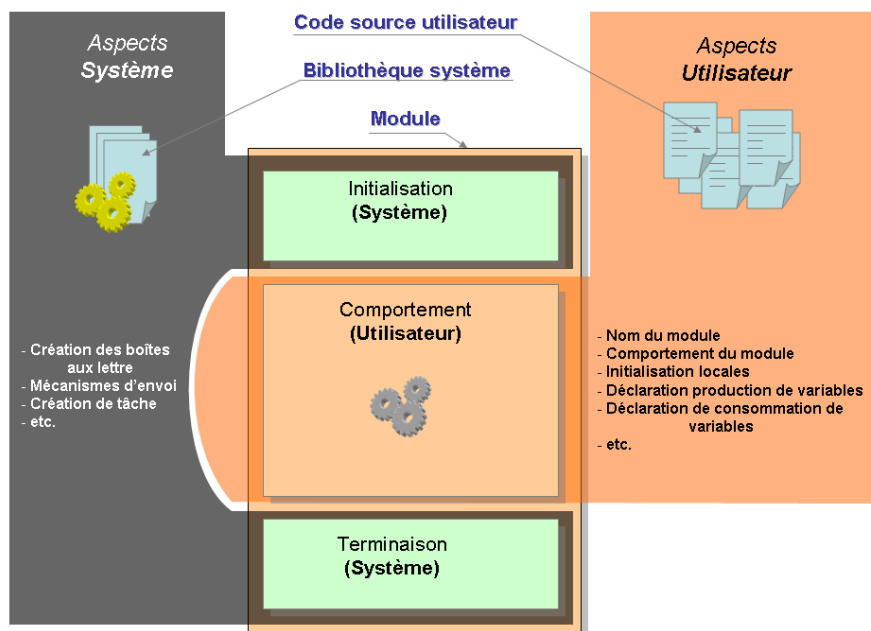 Code source utilisateur
Aspects
Système
Aspects
Utilisateur
Bibliothèque système
Module
Initialisation
(Système)
Comportement
(Utilisateur)
- Création des boîtes
aux lettre
- Mécanismes d'envoi
- Création de tâche
- etc.
- Nom du module
- Comportement du module
- Initialisation locales
- Déclaration production de variables
- Déclaration de consommation de
variables
- etc.
Terminaison
(Système)